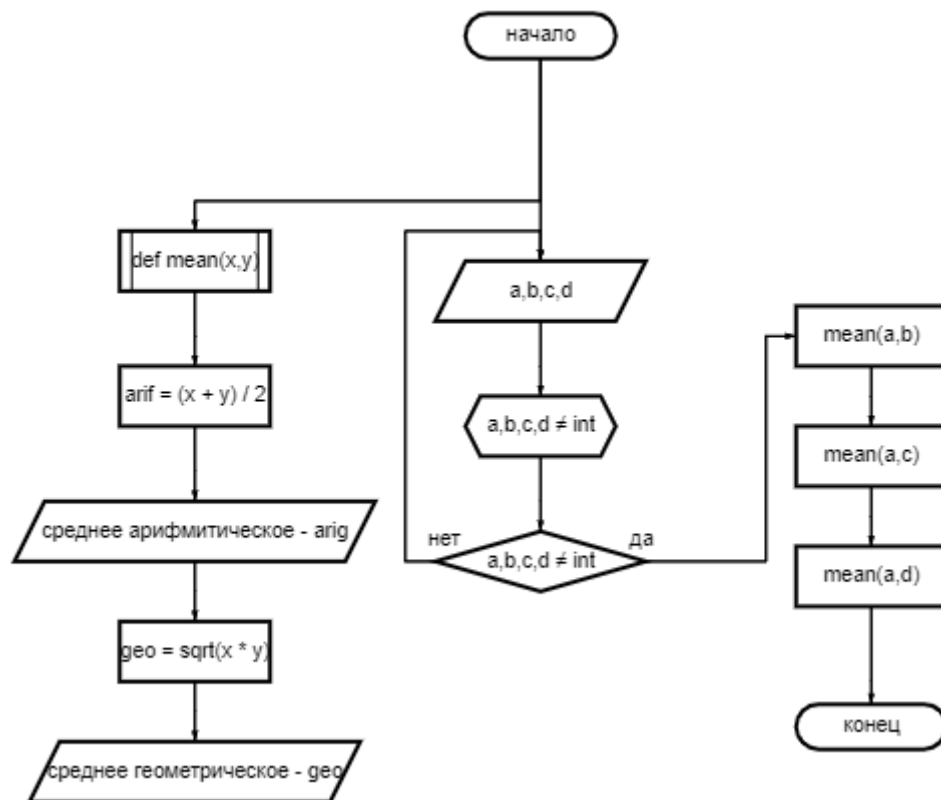 начало
def mean(x,y)
arif = (x + y) / 2
среднее арифмитическое - arig
geo = sqrt(x * y)
среднее геометрическое - geo
a,b,c,d
a,b,c,d ≠ int
нет
a,b,c,d ≠ int
да
mean(a,b)
mean(a,c)
mean(a,d)
конец